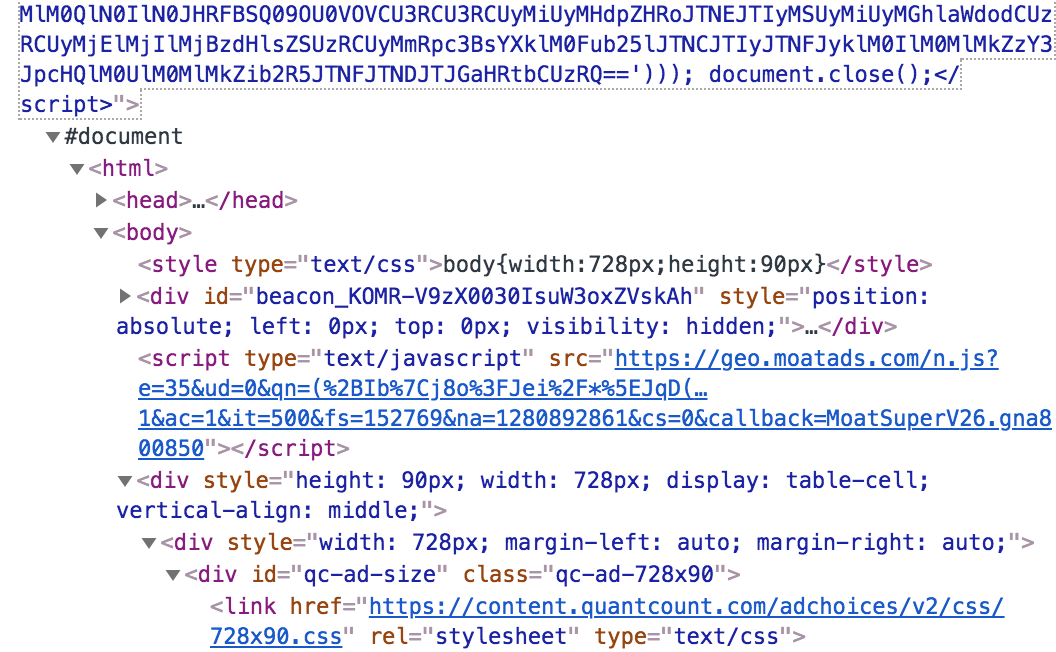 MlM0QlN0IlN0JHRFBSQ09OU0VOVCU3RCU3RCUyMiUyMHdpZHRoJTNEJTIyMSUyMiUyMGhlaWdodCUz
RCUyMjElMjIlMjBzdHlsZSUzRCUyMmRpc3BsYXklM0Fub25lJTNCJTIyJTNFJyklM0IlM0MlMkZzY3
JpcHQlM0UlM0MlMkZib2R5JTNFJTNDJTJGaHRtbCUzRQ=='))); document.close();</
script>">
▼#document
▼<html>
▶<head>…</head>
▼<body>
<style type="text/css">body{width:728px;height:90px}</style>
▶<div id="beacon_KOMR-V9zX0030IsuW3oxZVskAh" style="position:
absolute; left: 0px; top: 0px; visibility: hidden;">…</div>
<script type="text/javascript" src="https://geo.moatads.com/n.js?
e=35&ud=0&qn=(%2BIb%7Cj8o%3FJei%2F*%5EJqD(…
1&ac=1&it=500&fs=152769&na=1280892861&cs=0&callback=MoatSuperV26.gna8
00850"></script>
▼<div style="height: 90px; width: 728px; display: table-cell;
vertical-align: middle;">
▼<div style="width: 728px; margin-left: auto; margin-right: auto;">
▼<div id="qc-ad-size" class="qc-ad-728x90">
<link href="https://content.quantcount.com/adchoices/v2/css/
728x90.css" rel="stylesheet" type="text/css">